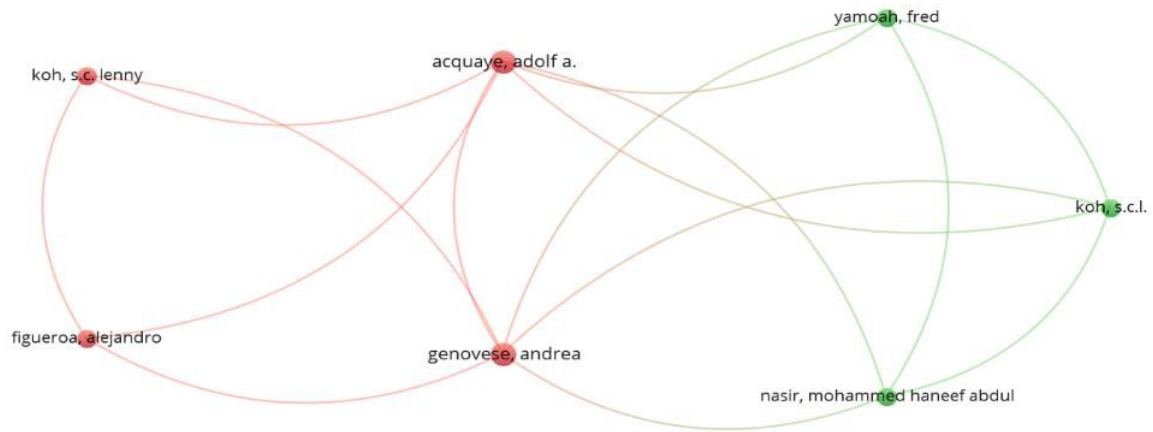 yamoah, fred
acquaye, adolf a.
koh, s.c. lenny
koh, s.c.l.
figueroa, alejandro
genovese, andrea
nasir, mohammed haneef abdul